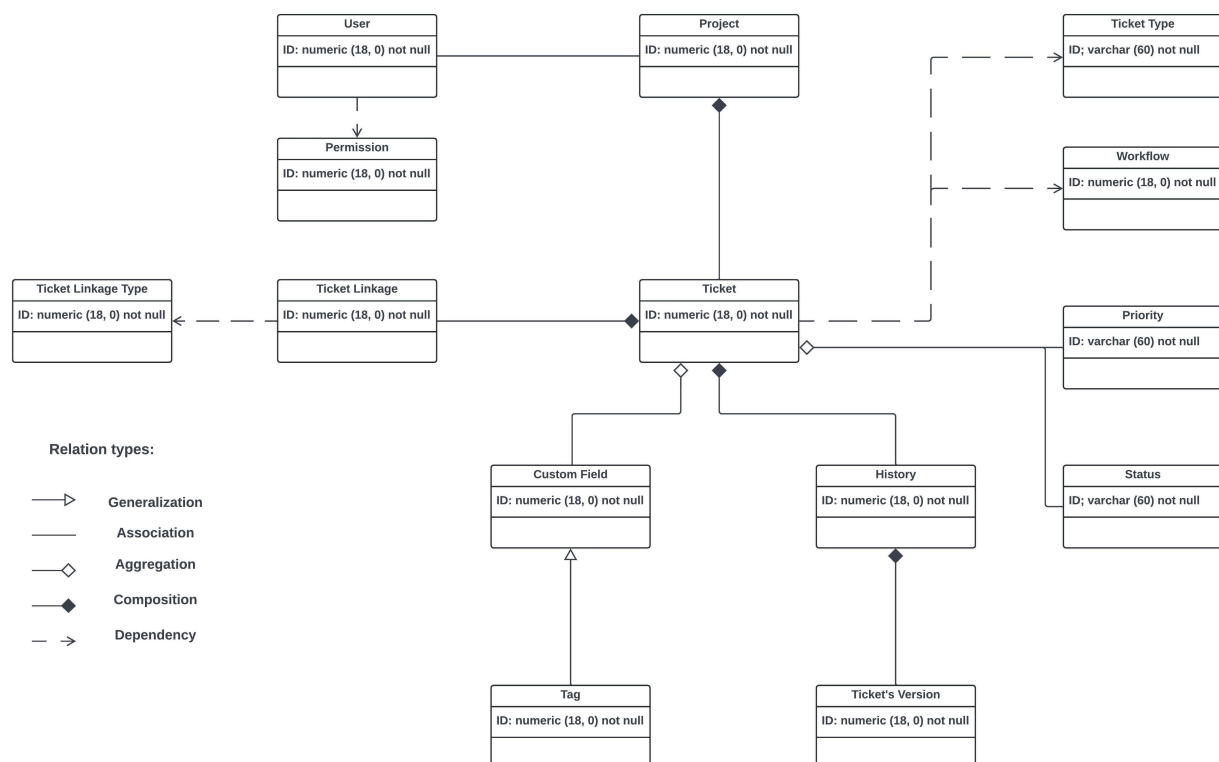 User
ID: numeric (18, 0) not null
Project
ID: numeric (18, 0) not null
Ticket Type
ID; varchar (60) not null
Permission
ID: numeric (18, 0) not null
Workflow
ID: numeric (18, 0) not null
Ticket Linkage Type
ID: numeric (18, 0) not null
Ticket Linkage
ID: numeric (18, 0) not null
Ticket
ID: numeric (18, 0) not null
Priority
ID: varchar (60) not null
Relation types:
Generalization
Association
Aggregation
Composition
Dependency
Custom Field
ID: numeric (18, 0) not null
History
ID: numeric (18, 0) not null
Status
ID; varchar (60) not null
Tag
ID: numeric (18, 0) not null
Ticket's Version
ID: numeric (18, 0) not null